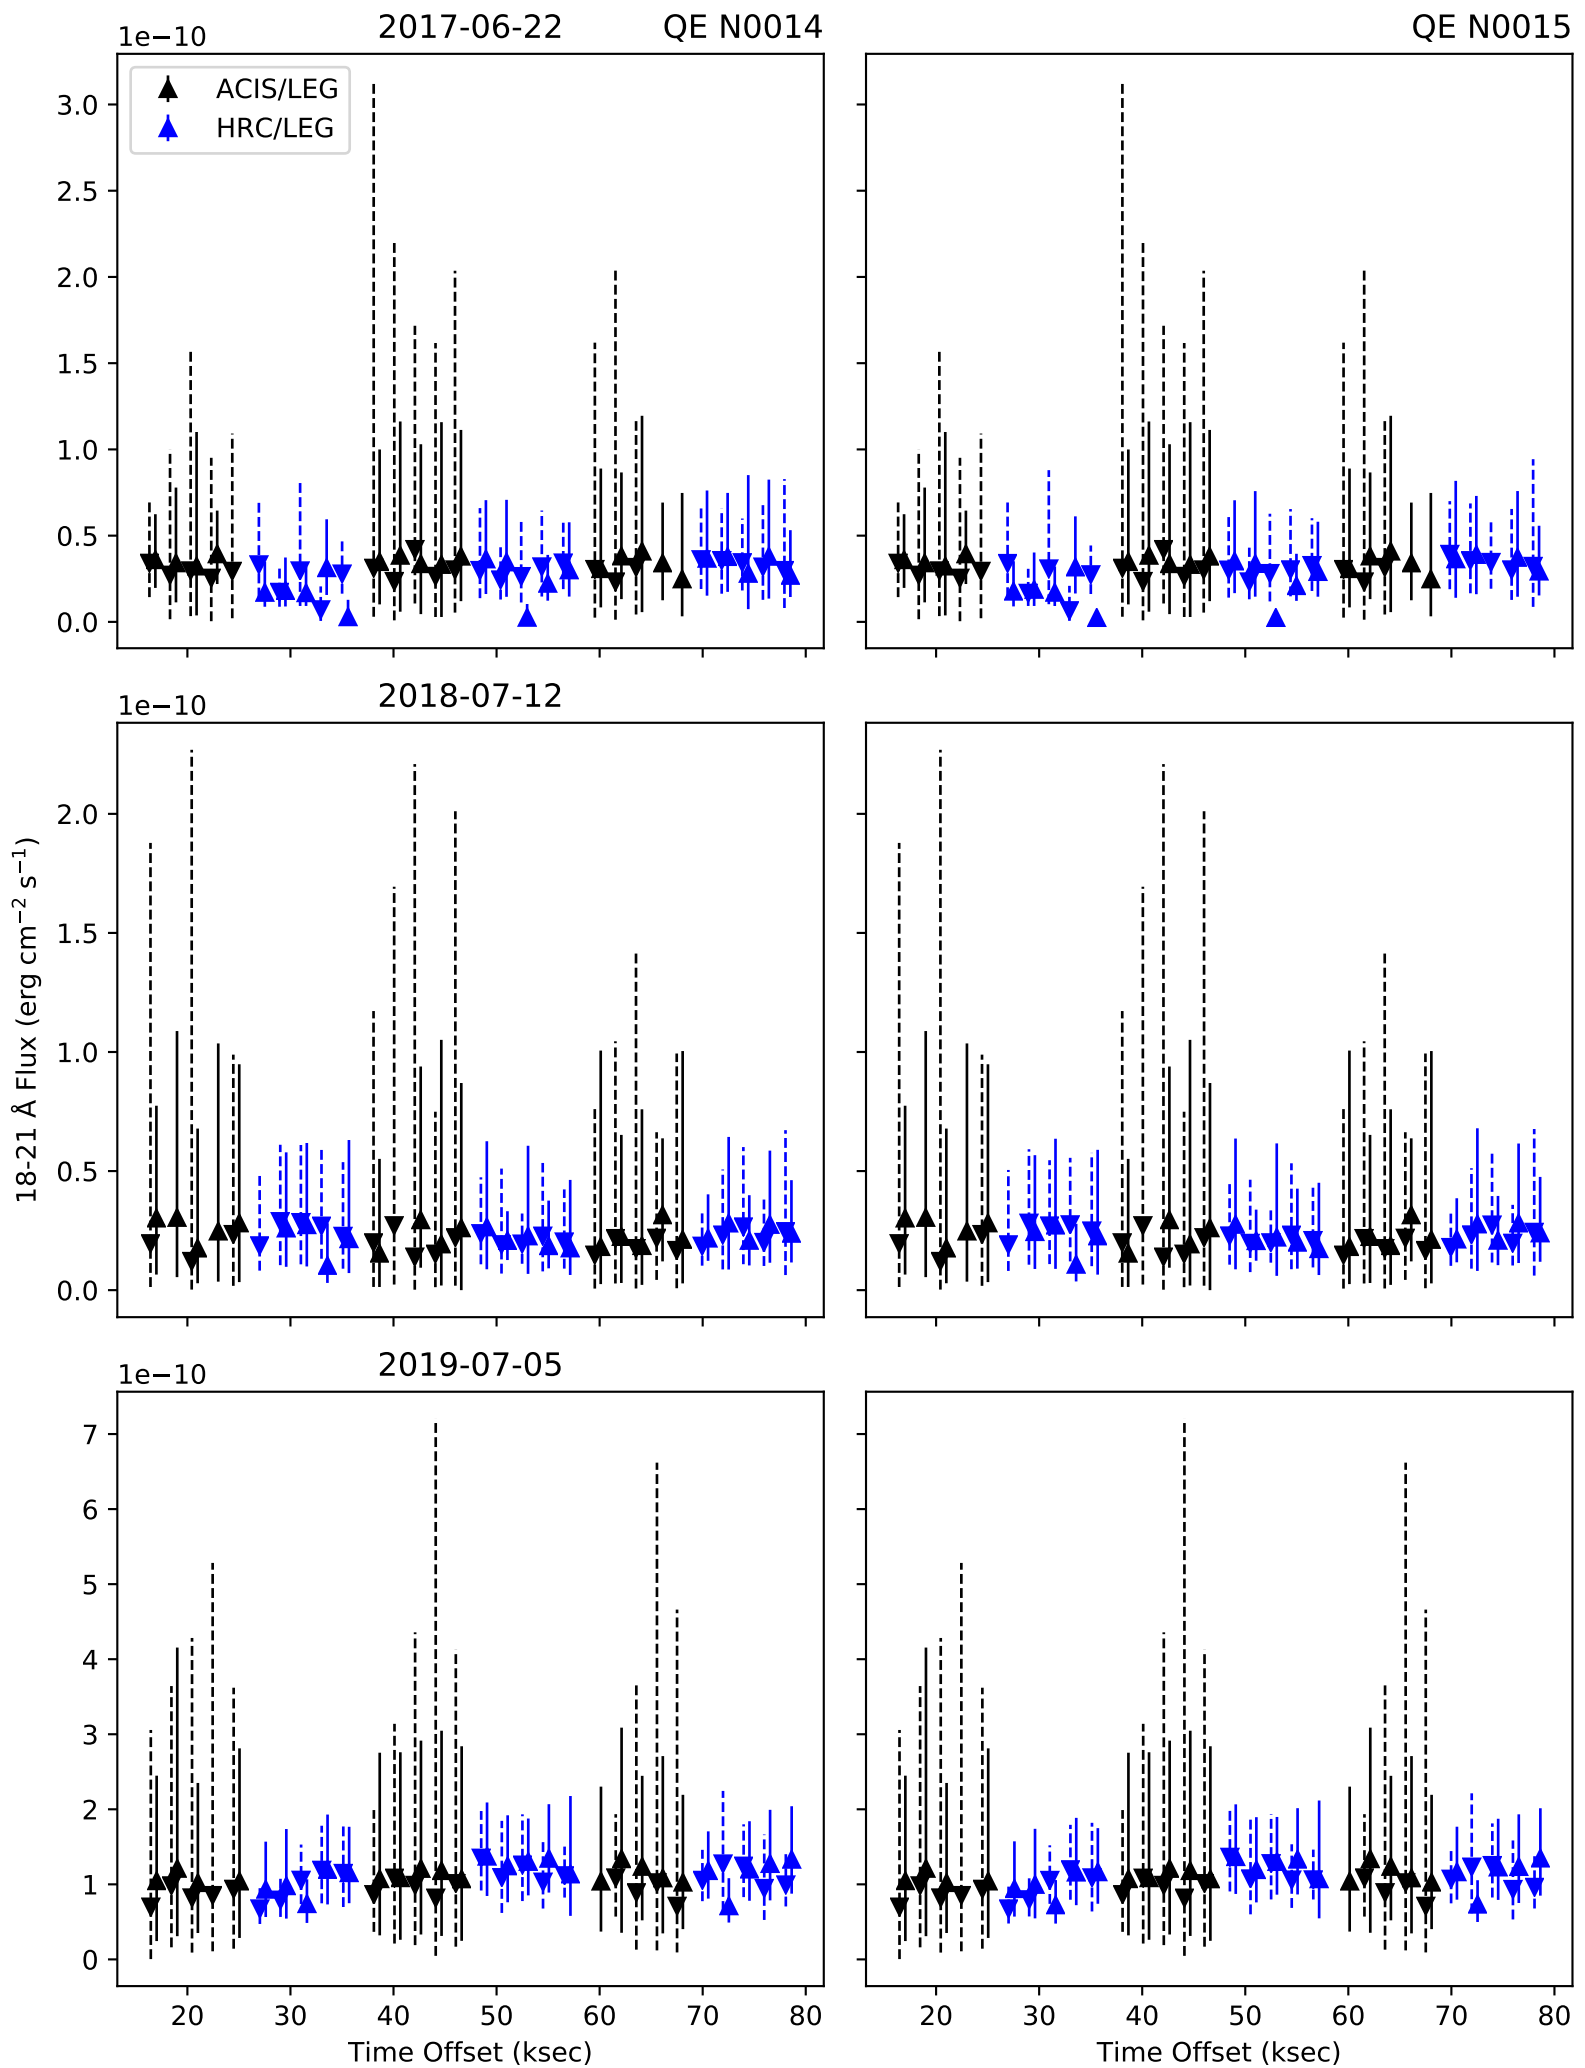 1e−10 2017-06-22 QE N0014 QE N0015
ACIS/LEG
HRC/LEG
3.0
2.5
2.0
1.5
1.0
0.5
0.0
1e−10 2018-07-12
2.0
1.5
1.0
0.5
0.0
18-21 Å Flux (erg cm⁻² s⁻¹)
1e−10 2019-07-05
7
6
5
4
3
2
1
0
20 30 40 50 60 70 80 20 30 40 50 60 70 80
Time Offset (ksec) Time Offset (ksec)